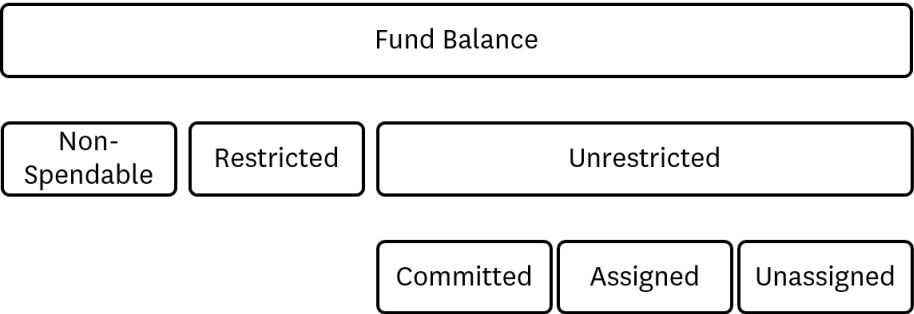 Fund Balance
Non-
Spendable
Restricted
Unrestricted
Committed
Assigned
Unassigned